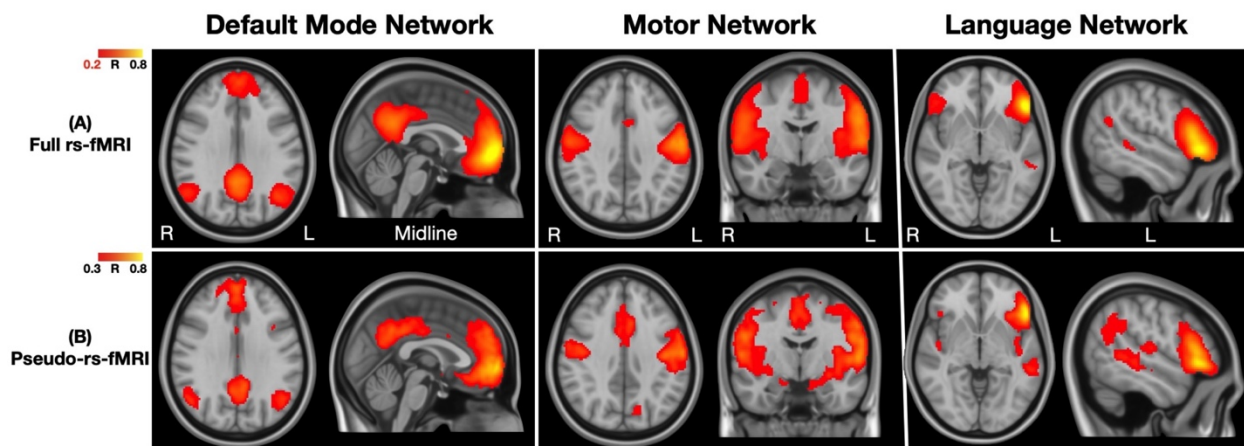 Default Mode Network Motor Network Language Network
0.2 R 0.8
(A)
Full rs-fMRI
R L Midline R L R L R L L
0.3 R 0.8
(B)
Pseudo-rs-fMRI